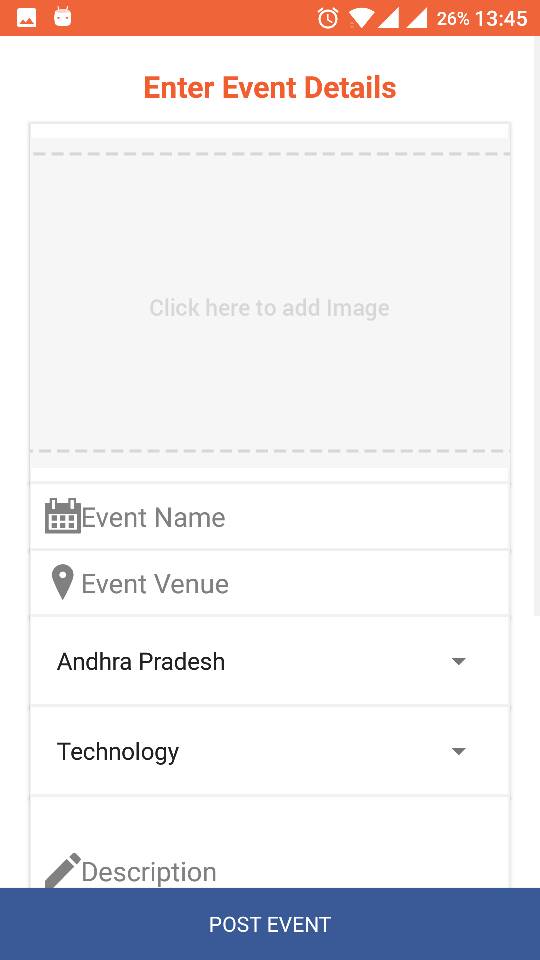 26% 13:45
Enter Event Details
Click here to add Image
Event Name
Event Venue
Andhra Pradesh
Technology
Description
POST EVENT